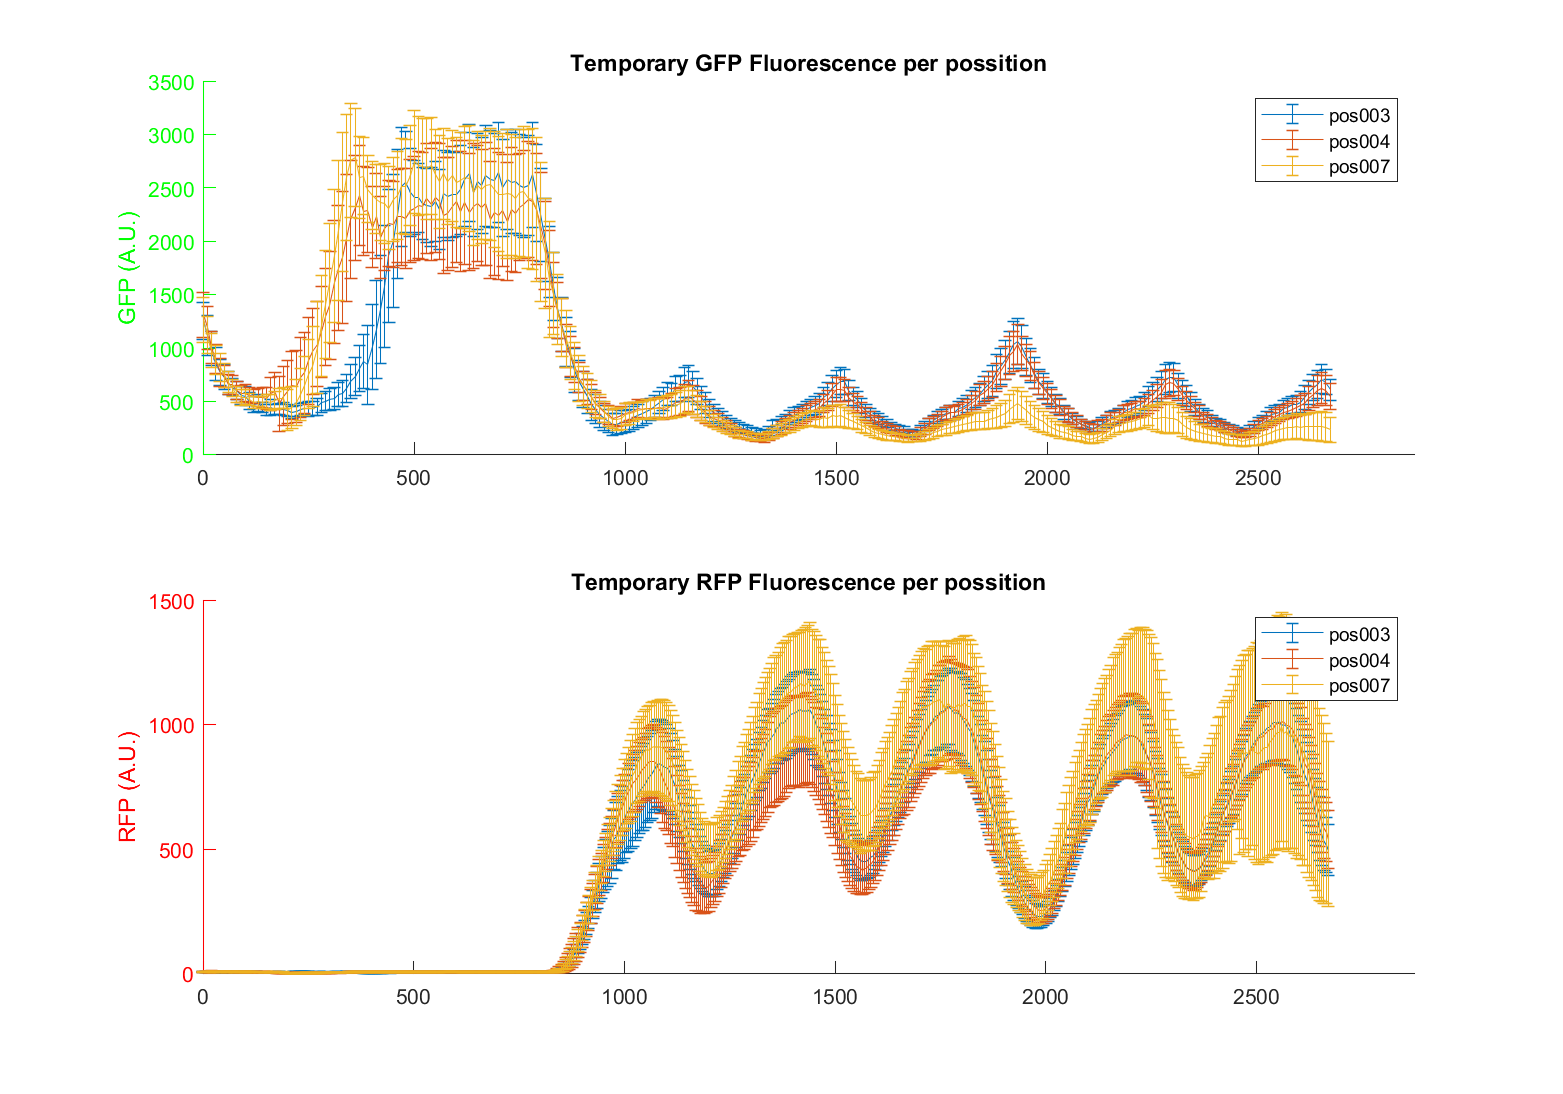 Temporary GFP Fluorescence per possition
3500
3000
2500
2000
1500
1000
500
0
GFP (A.U.)
0 500 1000 1500 2000 2500
pos003
pos004
pos007
Temporary RFP Fluorescence per possition
1500
1000
500
0
RFP (A.U.)
0 500 1000 1500 2000 2500
pos003
pos004
pos007